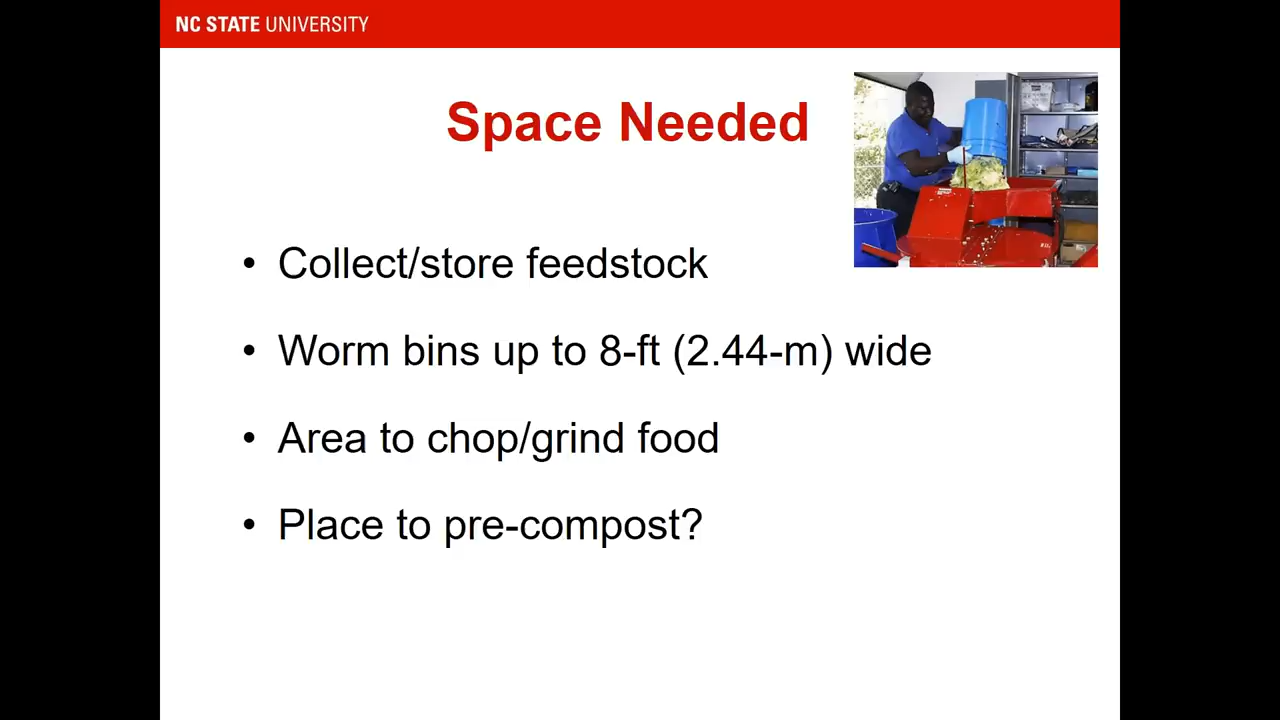 NC STATE UNIVERSITY
Space Needed
• Collect/store feedstock
• Worm bins up to 8-ft (2.44-m) wide
• Area to chop/grind food
• Place to pre-compost?